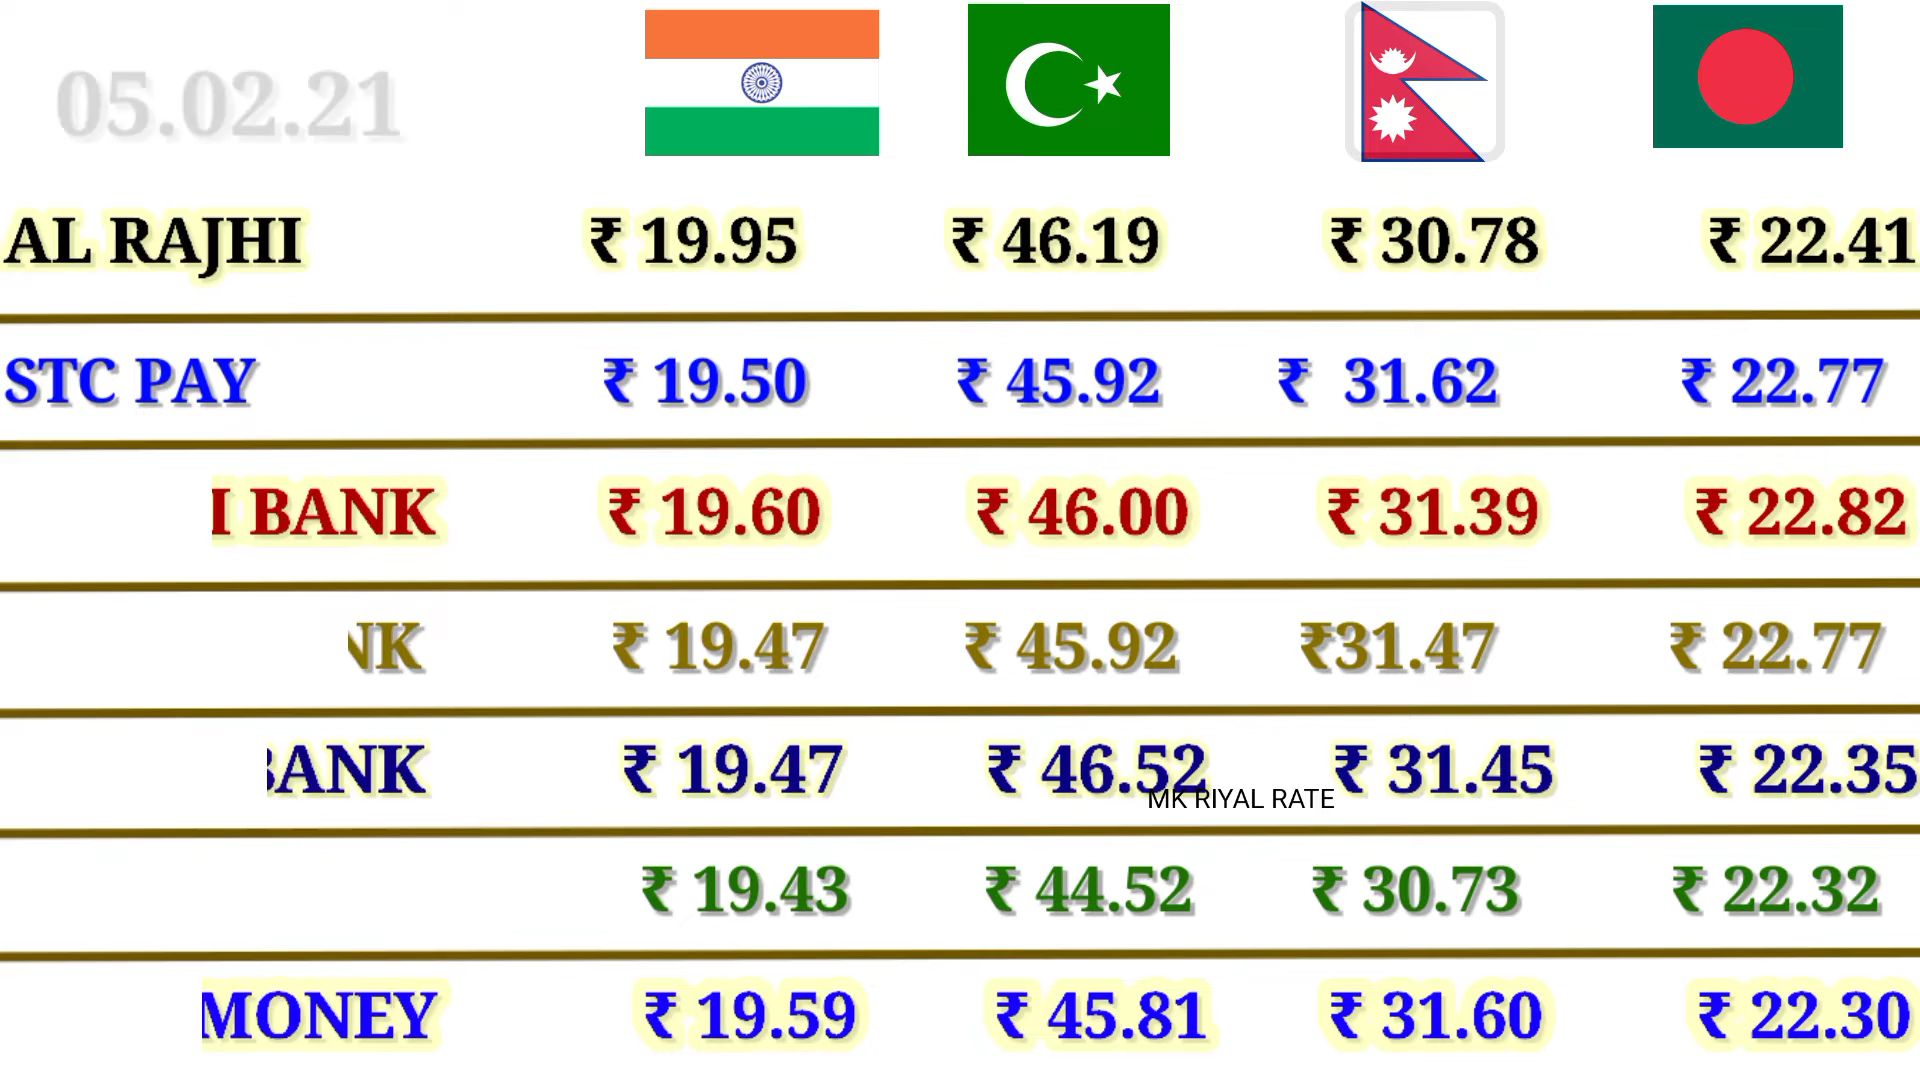 05.02.21
AL RAJHI ₹ 19.95 ₹ 46.19 ₹ 30.78 ₹ 22.41
STC PAY ₹ 19.50 ₹ 45.92 ₹ 31.62 ₹ 22.77
I BANK ₹ 19.60 ₹ 46.00 ₹ 31.39 ₹ 22.82
NK ₹ 19.47 ₹ 45.92 ₹31.47 ₹ 22.77
BANK ₹ 19.47 ₹ 46.52 ₹ 31.45 ₹ 22.35
MK RIYAL RATE
₹ 19.43 ₹ 44.52 ₹ 30.73 ₹ 22.32
MONEY ₹ 19.59 ₹ 45.81 ₹ 31.60 ₹ 22.30